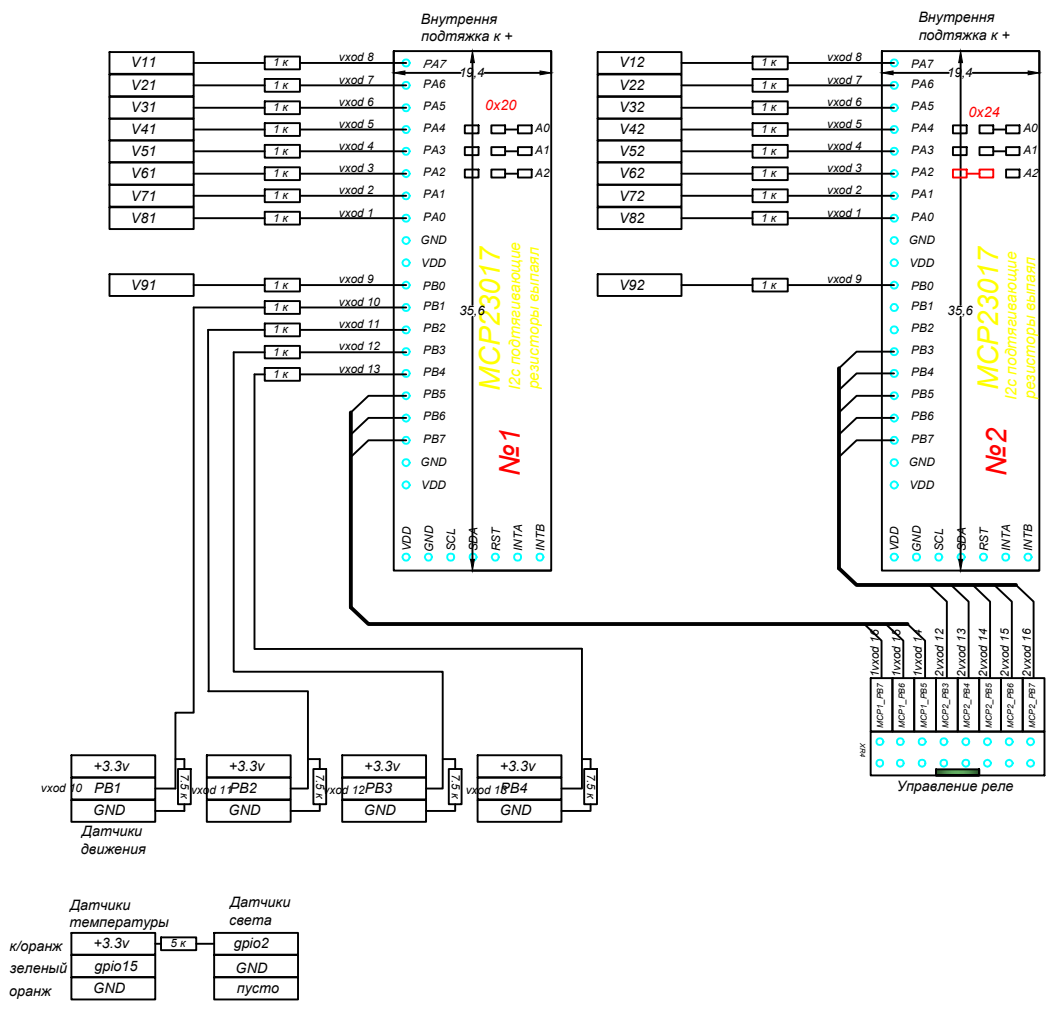 Внутрення
подтяжка к +
V11 1 к vxod 8 PA7
19,4
V21 1 к vxod 7 PA6
V31 1 к vxod 6 PA5
0x20
V41 1 к vxod 5 PA4 A0
V51 1 к vxod 4 PA3 A1
V61 1 к vxod 3 PA2 A2
V71 1 к vxod 2 PA1
V81 1 к vxod 1 PA0
GND
VDD
V91 1 к vxod 9 PB0
1 к vxod 10 PB1
35,6
1 к vxod 11 PB2
1 к vxod 12 PB3
1 к vxod 13 PB4
PB5
PB6
PB7
GND
VDD
MCP23017
I2c подтягивающие
резисторы выпаял
№1
VDD
GND
SCL
SDA
RST
INTA
INTB
Внутрення
подтяжка к +
V12 1 к vxod 8 PA7
19,4
V22 1 к vxod 7 PA6
V32 1 к vxod 6 PA5
0x24
V42 1 к vxod 5 PA4 A0
V52 1 к vxod 4 PA3 A1
V62 1 к vxod 3 PA2 A2
V72 1 к vxod 2 PA1
V82 1 к vxod 1 PA0
GND
VDD
V92 1 к vxod 9 PB0
PB1
35,6
PB2
PB3
PB4
PB5
PB6
PB7
GND
VDD
MCP23017
I2c подтягивающие
резисторы выпаял
№2
VDD
GND
SCL
SDA
RST
INTA
INTB
1vxod 16
1vxod 15
1vxod 14
2vxod 12
2vxod 13
2vxod 14
2vxod 15
2vxod 16
MCP1_PB7
MCP1_PB6
MCP1_PB5
MCP2_PB3
MCP2_PB4
MCP2_PB5
MCP2_PB6
MCP2_PB7
XR4
Управление реле
+3.3v
vxod 10 PB1 7.5 к
GND
+3.3v
vxod 11 PB2 7.5 к
GND
+3.3v
vxod 12 PB3 7.5 к
GND
+3.3v
vxod 13 PB4 7.5 к
GND
Датчики
движения
Датчики
температуры
Датчики
света
к/оранж +3.3v 5 к gpio2
зеленый gpio15 GND
оранж GND пусто